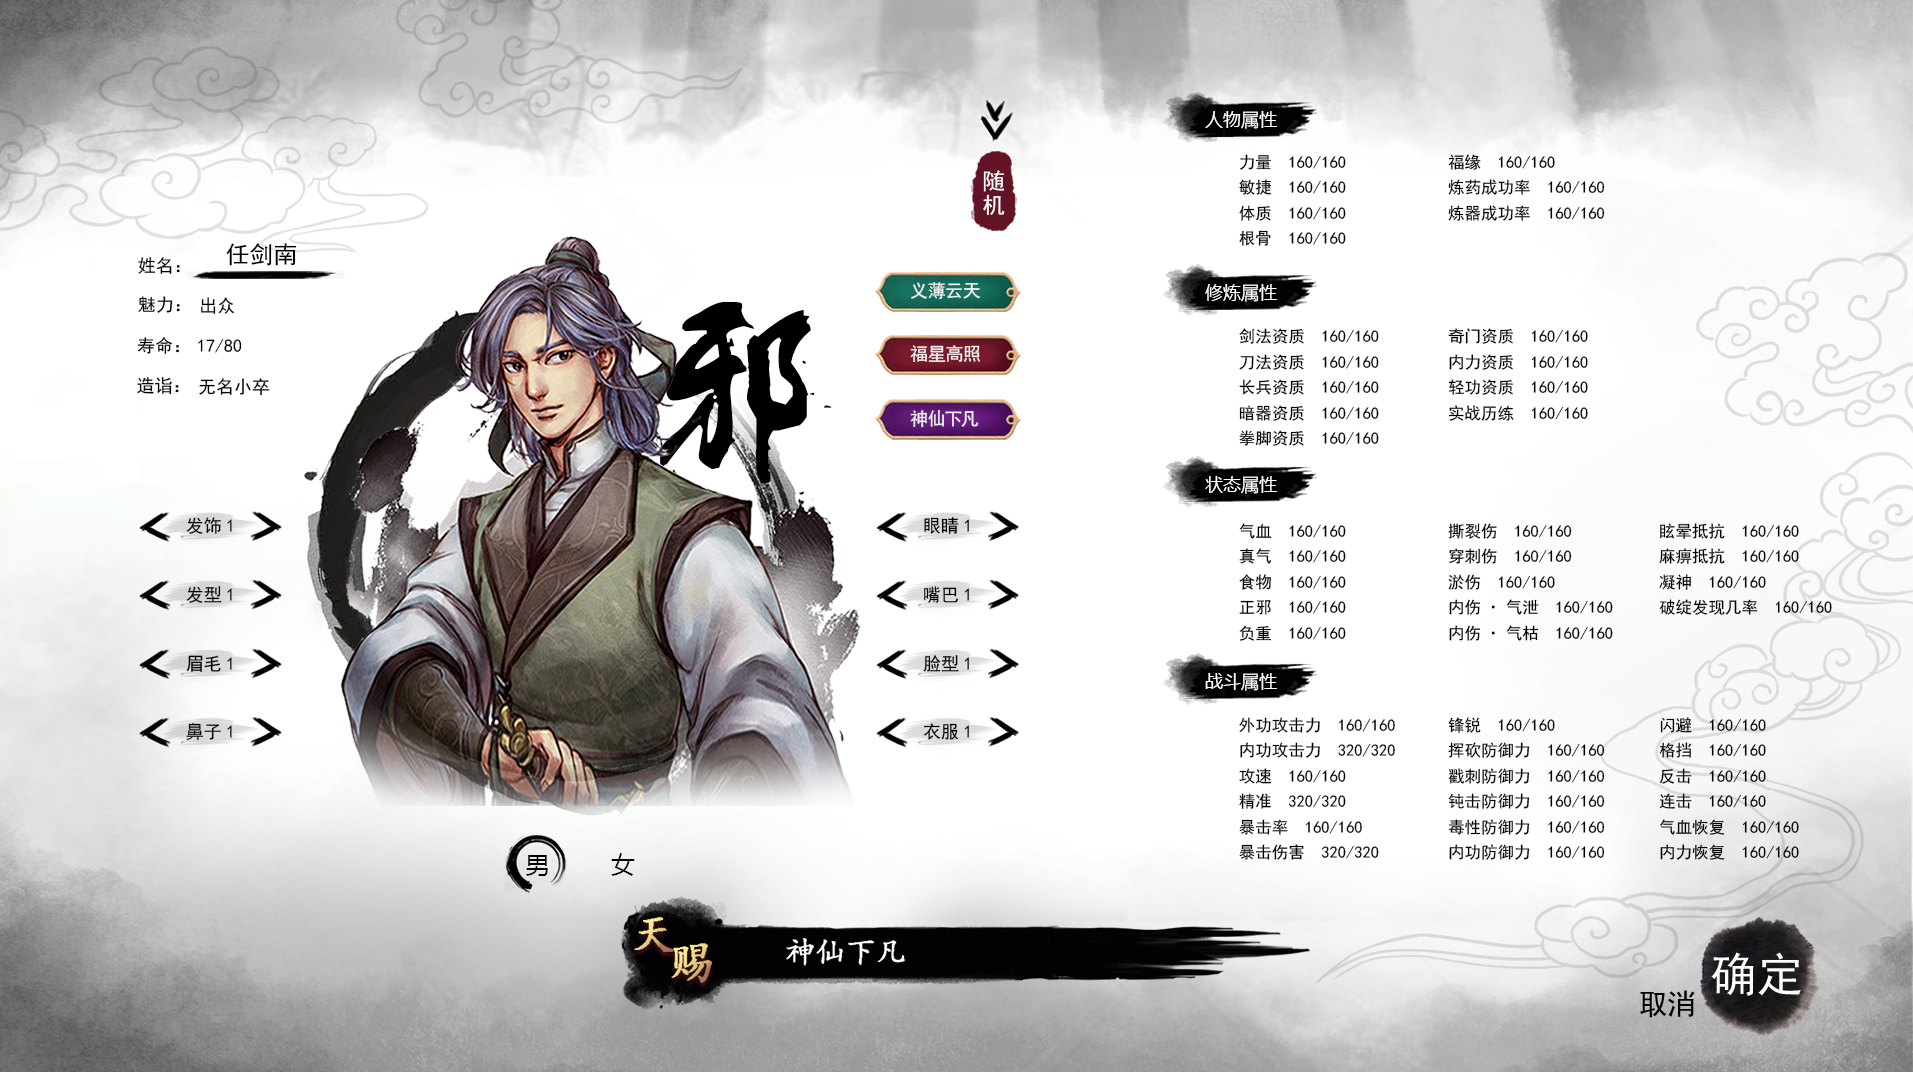 姓名： 任剑南
魅力： 出众
寿命： 17/80
造诣： 无名小卒
邪
随机
义薄云天
福星高照
神仙下凡
发饰 1
发型 1
眉毛 1
鼻子 1
眼睛 1
嘴巴 1
脸型 1
衣服 1
男 女
天赐 神仙下凡
人物属性
力量 160/160 福缘 160/160
敏捷 160/160 炼药成功率 160/160
体质 160/160 炼器成功率 160/160
根骨 160/160
修炼属性
剑法资质 160/160 奇门资质 160/160
刀法资质 160/160 内力资质 160/160
长兵资质 160/160 轻功资质 160/160
暗器资质 160/160 实战历练 160/160
拳脚资质 160/160
状态属性
气血 160/160 撕裂伤 160/160 眩晕抵抗 160/160
真气 160/160 穿刺伤 160/160 麻痹抵抗 160/160
食物 160/160 淤伤 160/160 凝神 160/160
正邪 160/160 内伤 · 气泄 160/160 破绽发现几率 160/160
负重 160/160 内伤 · 气枯 160/160
战斗属性
外功攻击力 160/160 锋锐 160/160 闪避 160/160
内功攻击力 320/320 挥砍防御力 160/160 格挡 160/160
攻速 160/160 戳刺防御力 160/160 反击 160/160
精准 320/320 钝击防御力 160/160 连击 160/160
暴击率 160/160 毒性防御力 160/160 气血恢复 160/160
暴击伤害 320/320 内功防御力 160/160 内力恢复 160/160
取消 确定